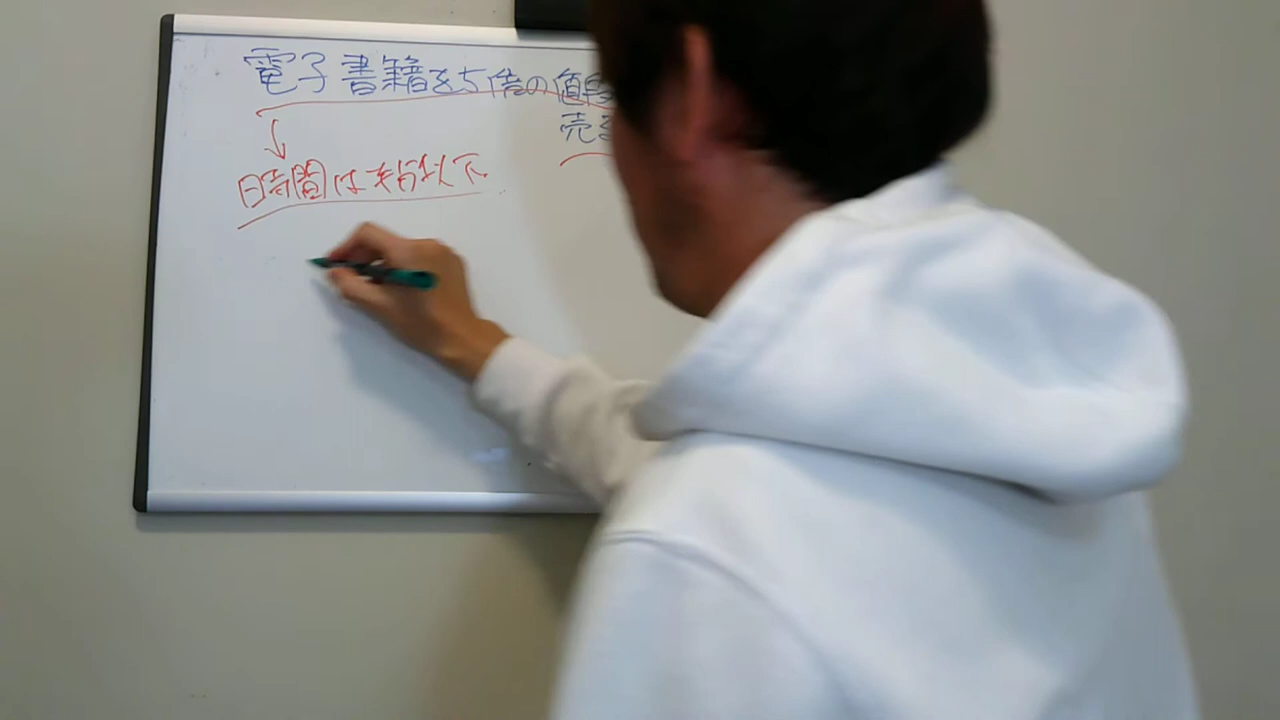 電子書籍を5倍の値段
売る
時間は半分以下